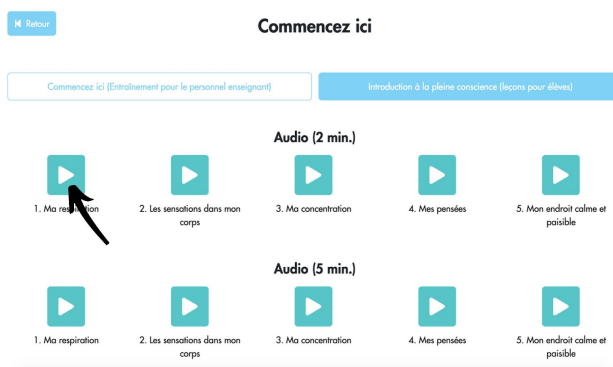 Retour
Commencez ici
Commencez ici (Entraînement pour le personnel enseignant)
Introduction à la pleine conscience (leçons pour élèves)
Audio (2 min.)
1. Ma respiration
2. Les sensations dans mon
corps
3. Ma concentration
4. Mes pensées
5. Mon endroit calme et
paisible
Audio (5 min.)
1. Ma respiration
2. Les sensations dans mon
corps
3. Ma concentration
4. Mes pensées
5. Mon endroit calme et
paisible